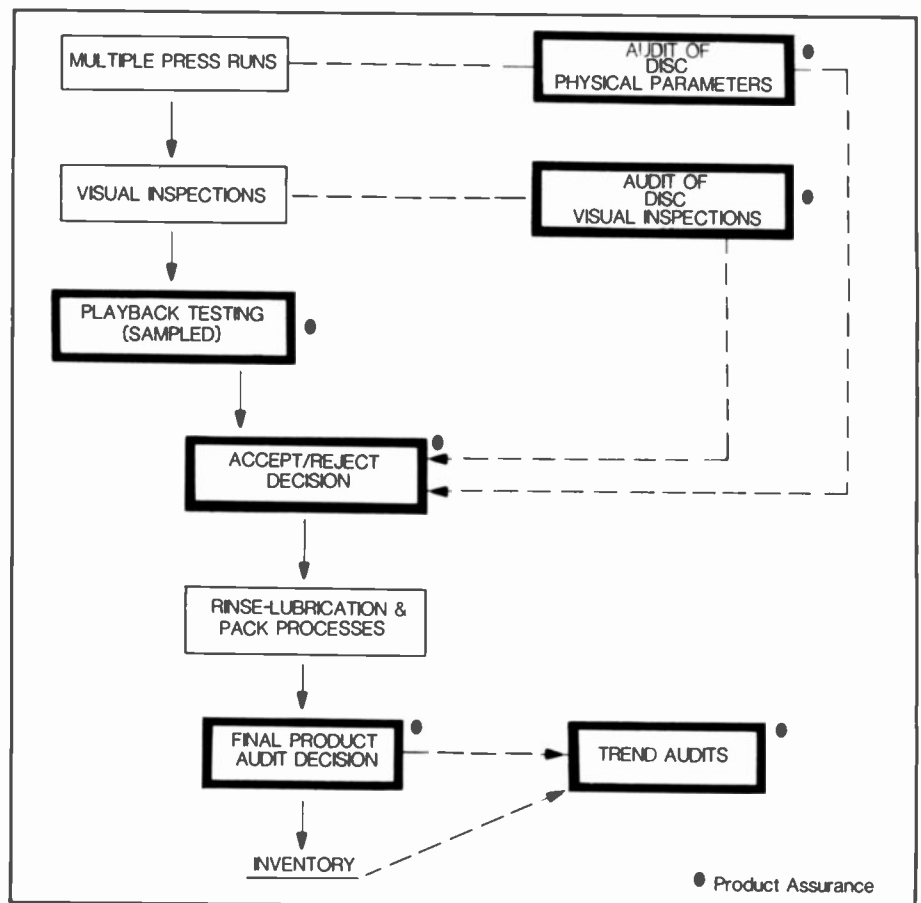 MULTIPLE PRESS RUNS
AUDIT OF
DISC
PHYSICAL PARAMETERS
VISUAL INSPECTIONS
AUDIT OF
DISC
VISUAL INSPECTIONS
PLAYBACK TESTING
(SAMPLED)
ACCEPT/REJECT
DECISION
RINSE-LUBRICATION &
PACK PROCESSES
FINAL PRODUCT
AUDIT DECISION
TREND AUDITS
INVENTORY
Product Assurance